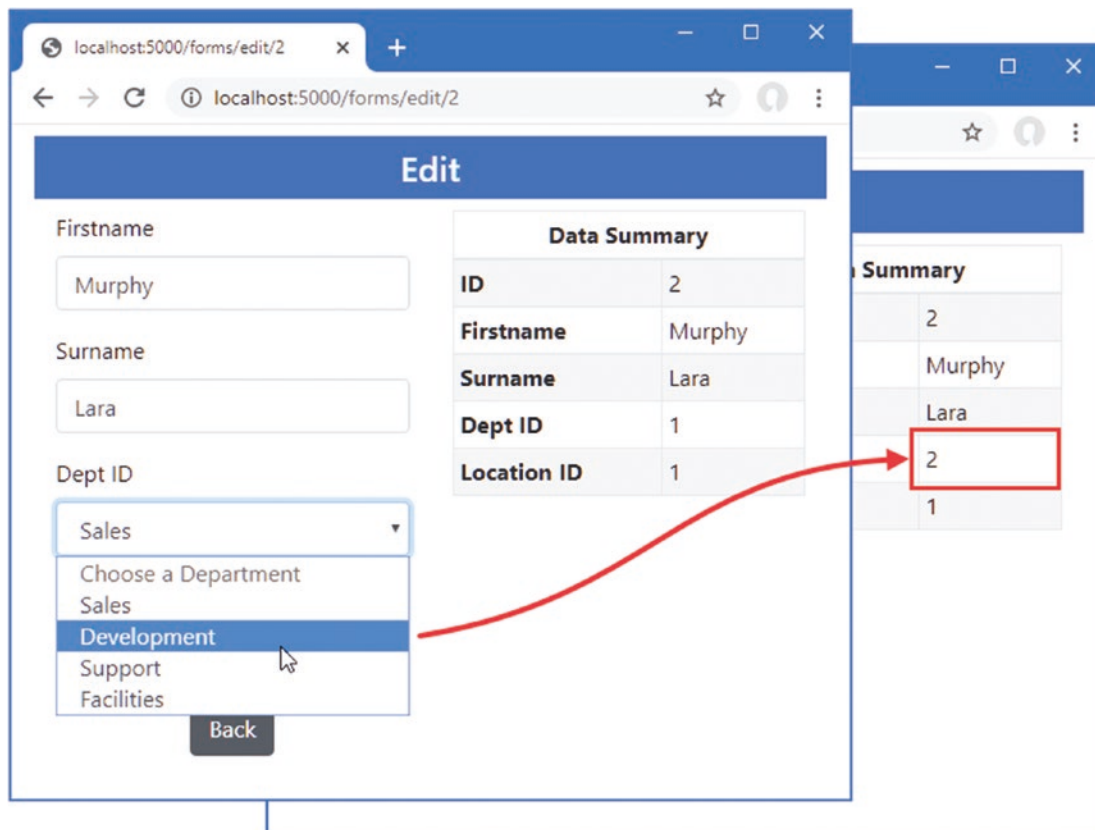 localhost:5000/forms/edit/2
localhost:5000/forms/edit/2
Edit
Firstname
Murphy
Surname
Lara
Dept ID
Sales
Choose a Department
Sales
Development
Support
Facilities
Back
Data Summary
ID 2
Firstname Murphy
Surname Lara
Dept ID 1
Location ID 1
Summary
2
Murphy
Lara
2
1